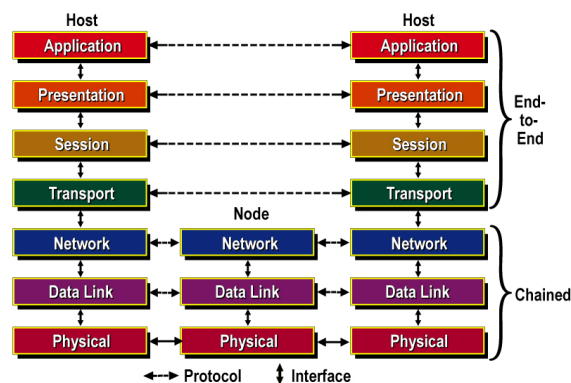 Host Host
Application Application
Presentation Presentation
End-
to-
End
Session Session
Transport Transport
Node
Network Network Network
Data Link Data Link Data Link
Chained
Physical Physical Physical
Protocol Interface